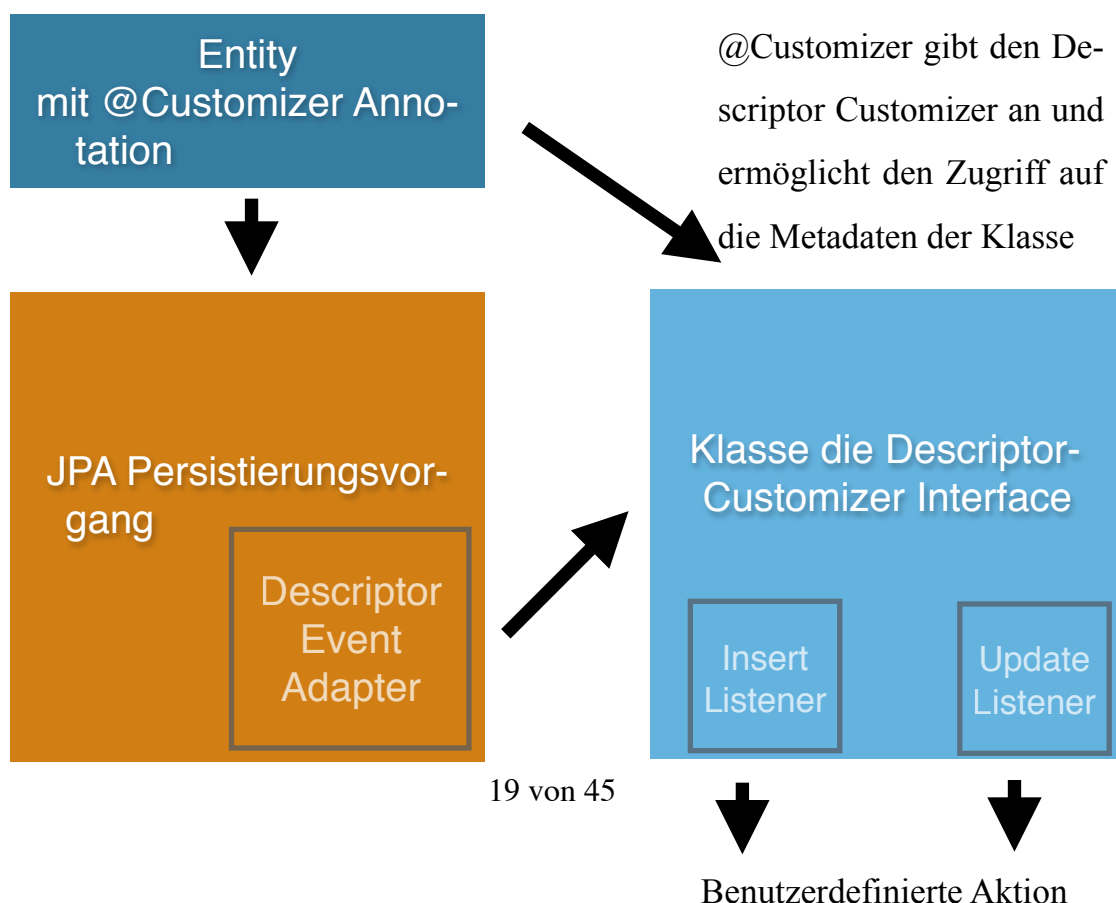 Entity
mit @Customizer Anno-
tation
@Customizer gibt den De-
scriptor Customizer an und
ermöglicht den Zugriff auf
die Metadaten der Klasse
JPA Persistierungsvor-
gang
Descriptor
Event
Adapter
Klasse die Descriptor-
Customizer Interface
Insert
Listener
Update
Listener
19 von 45
Benutzerdefinierte Aktion